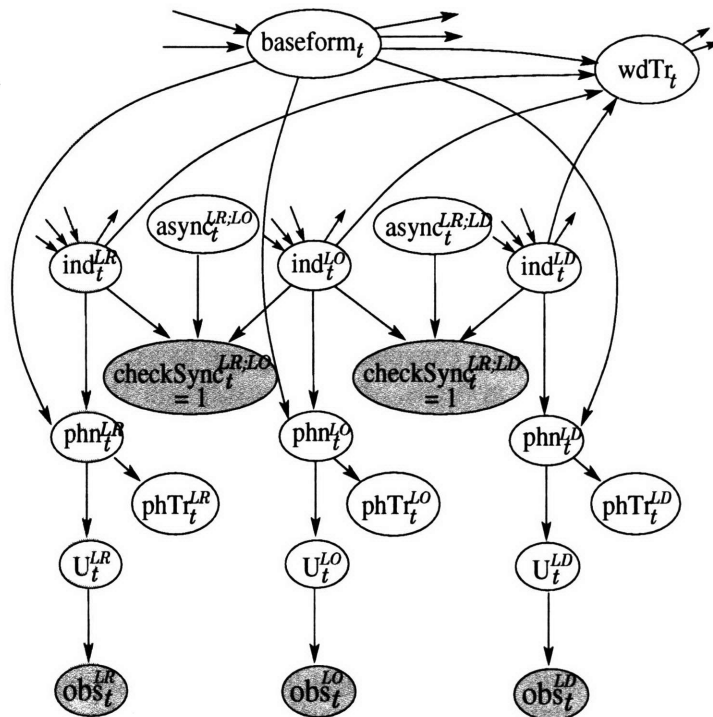 baseform_t
wdTr_t
async_t^{LR;LO}
async_t^{LR;LD}
ind_t^{LR}
ind_t^{LO}
ind_t^{LD}
checkSync_t^{LR;LO}
= 1
checkSync_t^{LR;LD}
= 1
phn_t^{LR}
phn_t^{LO}
phn_t^{LD}
phTr_t^{LR}
phTr_t^{LO}
phTr_t^{LD}
U_t^{LR}
U_t^{LO}
U_t^{LD}
obs_t^{LR}
obs_t^{LO}
obs_t^{LD}